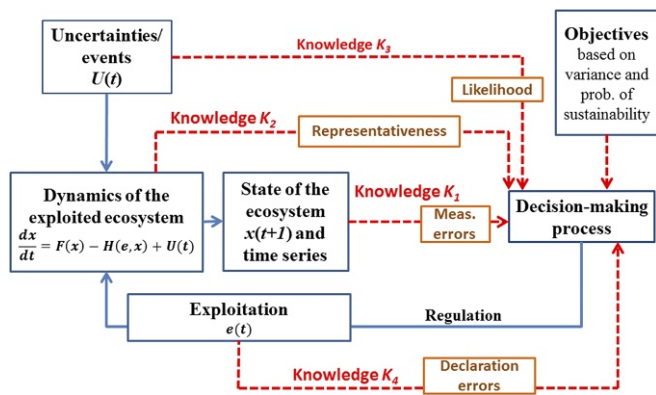 Uncertainties/
events
U(t)
Knowledge K3
Objectives
based on
variance and
prob. of
sustainability
Likelihood
Knowledge K2
Representativeness
Dynamics of the
exploited ecosystem
dx/dt = F(x) − H(e,x) + U(t)
State of the
ecosystem
x(t+1) and
time series
Knowledge K1
Meas.
errors
Decision-making
process
Exploitation
e(t)
Regulation
Knowledge K4
Declaration
errors